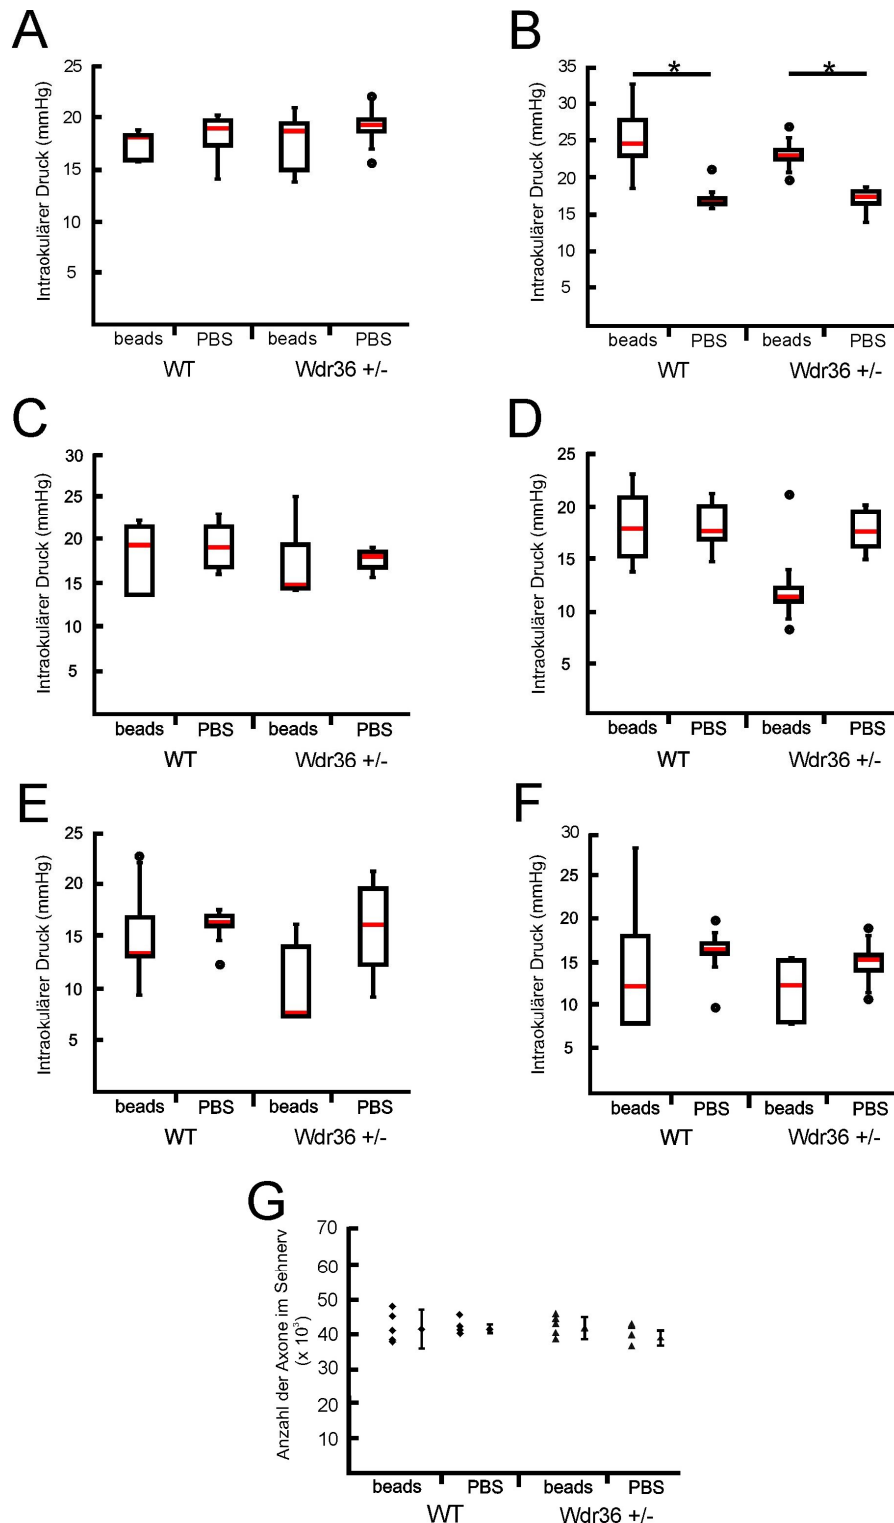 A
Intraokulärer Druck (mmHg)
25
20
15
10
5
beads PBS beads PBS
WT Wdr36 +/-
B
Intraokulärer Druck (mmHg)
35
30
25
20
15
10
5
* *
beads PBS beads PBS
WT Wdr36 +/-
C
Intraokulärer Druck (mmHg)
30
25
20
15
10
5
beads PBS beads PBS
WT Wdr36 +/-
D
Intraokulärer Druck (mmHg)
25
20
15
10
5
beads PBS beads PBS
WT Wdr36 +/-
E
Intraokulärer Druck (mmHg)
25
20
15
10
5
beads PBS beads PBS
WT Wdr36 +/-
F
Intraokulärer Druck (mmHg)
30
20
15
10
5
beads PBS beads PBS
WT Wdr36 +/-
G
Anzahl der Axone im Sehnerv
(x 10³)
70
60
50
40
30
20
10
beads PBS beads PBS
WT Wdr36 +/-